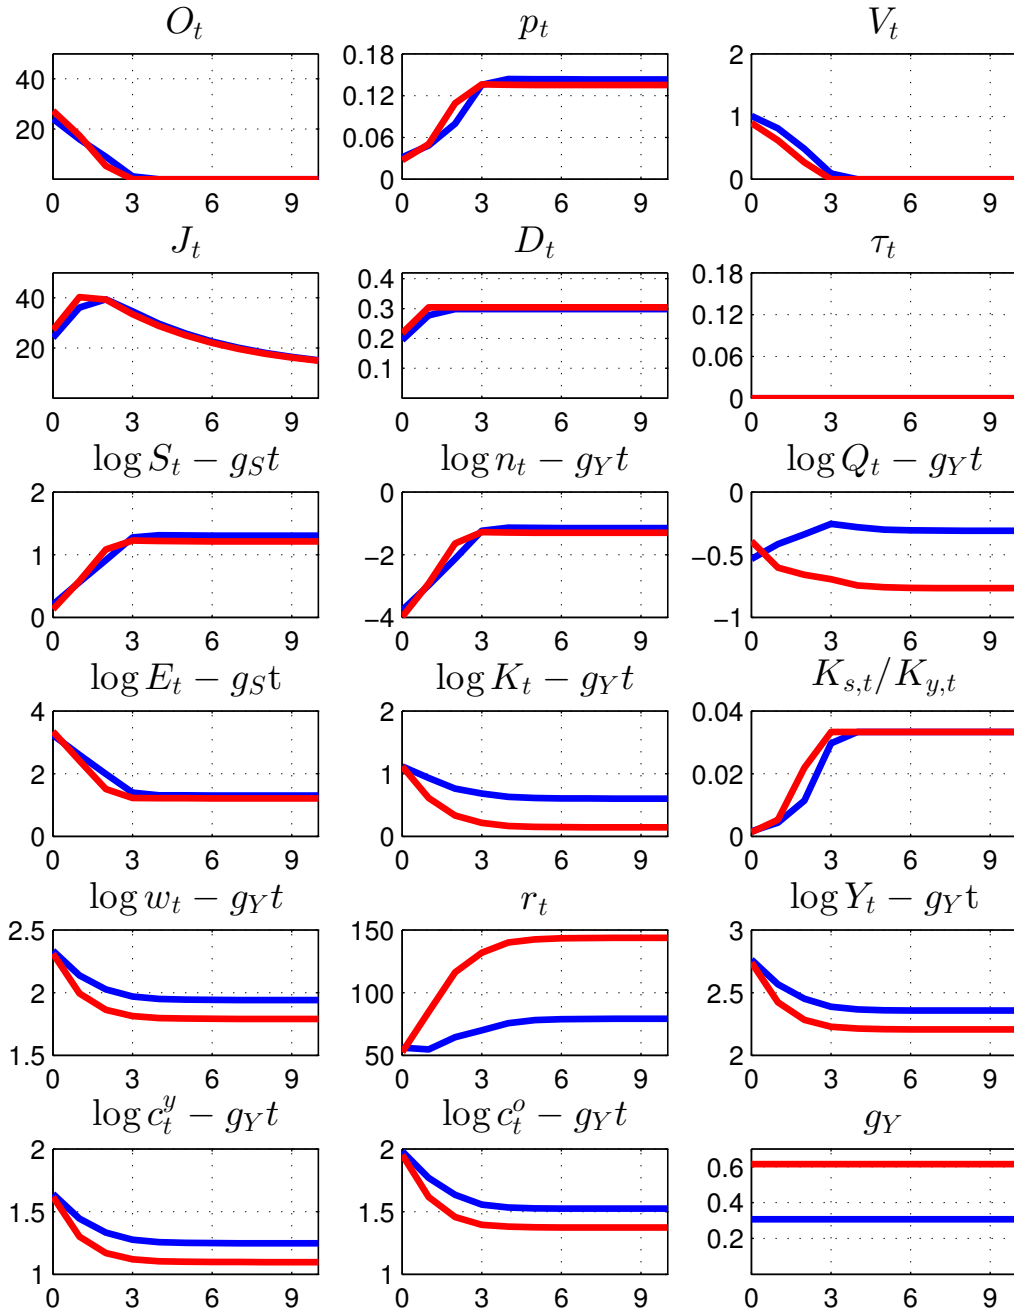 O_t p_t V_t
40 0.18 2
20 0.12 1
0.06
0 0
0 3 6 9 0 3 6 9 0 3 6 9
J_t D_t τ_t
40 0.4 0.18
0.3 0.12
20 0.2 0.06
0.1 0
0 3 6 9 0 3 6 9 0 3 6 9
log S_t − g_S t log n_t − g_Y t log Q_t − g_Y t
2 0 0
1 −2 −0.5
0 −4 −1
0 3 6 9 0 3 6 9 0 3 6 9
log E_t − g_S t log K_t − g_Y t K_{s,t}/K_{y,t}
4 2 0.04
2 1 0.02
0 0 0
0 3 6 9 0 3 6 9 0 3 6 9
log w_t − g_Y t r_t log Y_t − g_Y t
2.5 150 3
2 100 2.5
1.5 50 2
0 3 6 9 0 3 6 9 0 3 6 9
log c_t^y − g_Y t log c_t^o − g_Y t g_Y
2 2 0.6
1.5 1.5 0.4
0.2
1 1
0 3 6 9 0 3 6 9 0 3 6 9